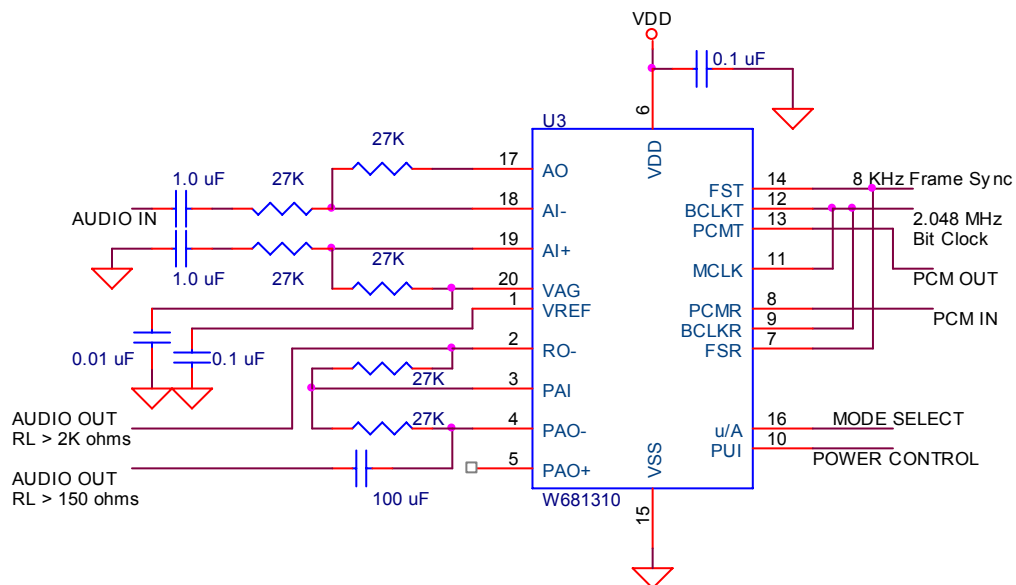 VDD
0.1 uF
6
U3
VDD
27K
17
AO
14
FST
8 KHz Frame Sync
1.0 uF
27K
18
AI-
12
BCLKT
AUDIO IN
13
PCMT
2.048 MHz
Bit Clock
19
AI+
27K
11
MCLK
1.0 uF
27K
PCM OUT
20
VAG
1
VREF
8
PCMR
PCM IN
9
BCLKR
0.01 uF
0.1 uF
2
RO-
7
FSR
27K
3
PAI
AUDIO OUT
RL > 2K ohms
27K
4
PAO-
16
u/A
MODE SELECT
10
PUI
POWER CONTROL
5
PAO+
AUDIO OUT
RL > 150 ohms
100 uF
VSS
W681310
15